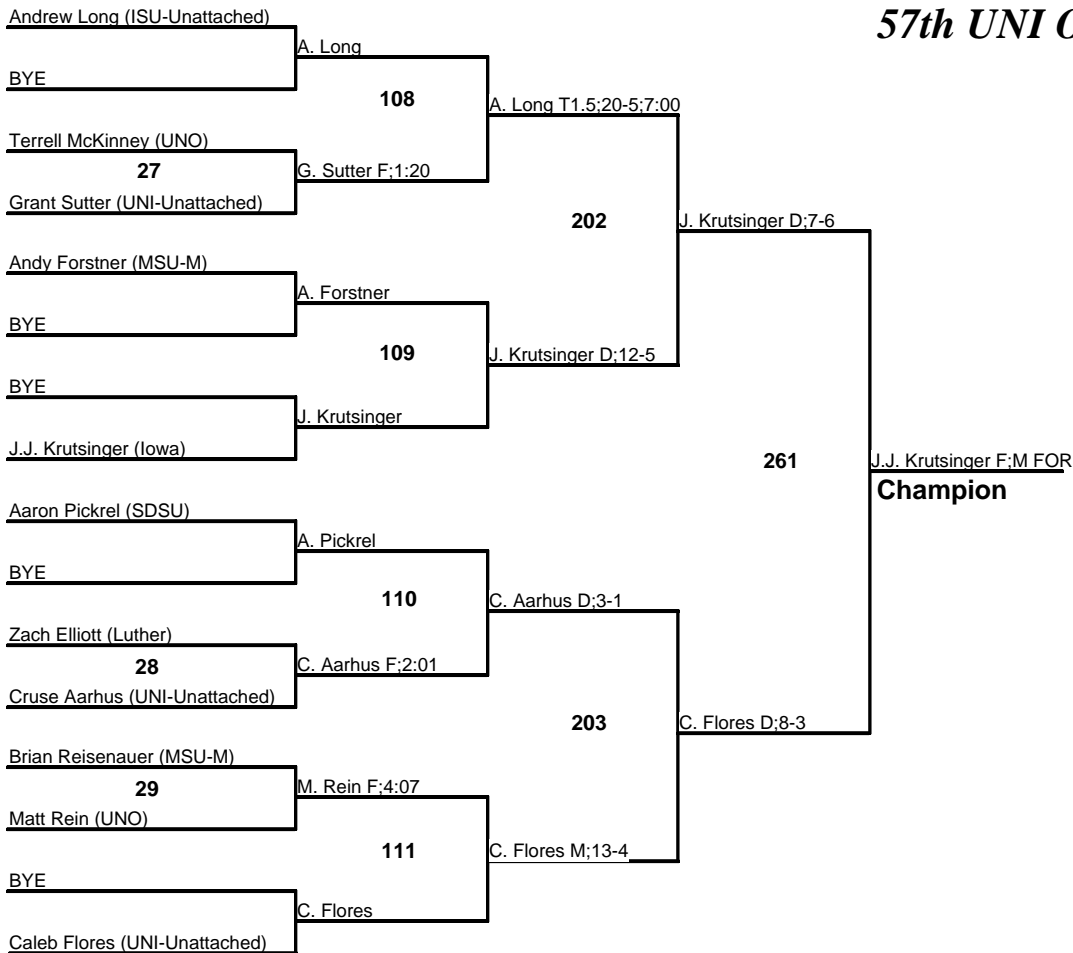 57th UNI O
Andrew Long (ISU-Unattached)
A. Long
BYE
108
A. Long T1.5;20-5;7:00
Terrell McKinney (UNO)
27
G. Sutter F;1:20
Grant Sutter (UNI-Unattached)
202
J. Krutsinger D;7-6
Andy Forstner (MSU-M)
A. Forstner
BYE
109
J. Krutsinger D;12-5
BYE
J. Krutsinger
J.J. Krutsinger (Iowa)
261
J.J. Krutsinger F;M FOR
Champion
Aaron Pickrel (SDSU)
A. Pickrel
BYE
110
C. Aarhus D;3-1
Zach Elliott (Luther)
28
C. Aarhus F;2:01
Cruse Aarhus (UNI-Unattached)
203
C. Flores D;8-3
Brian Reisenauer (MSU-M)
29
M. Rein F;4:07
Matt Rein (UNO)
111
C. Flores M;13-4
BYE
C. Flores
Caleb Flores (UNI-Unattached)